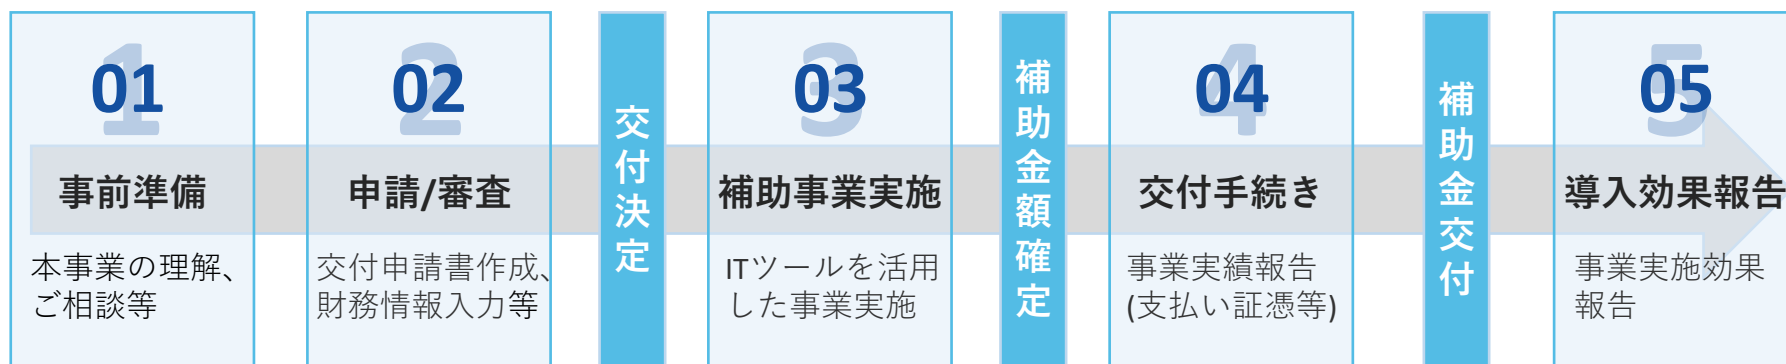 01
事前準備
本事業の理解、
ご相談等
02
申請/審査
交付申請書作成、
財務情報入力等
交付決定
03
補助事業実施
ITツールを活用
した事業実施
補助金額確定
04
交付手続き
事業実績報告
(支払い証憑等)
補助金交付
05
導入効果報告
事業実施効果
報告